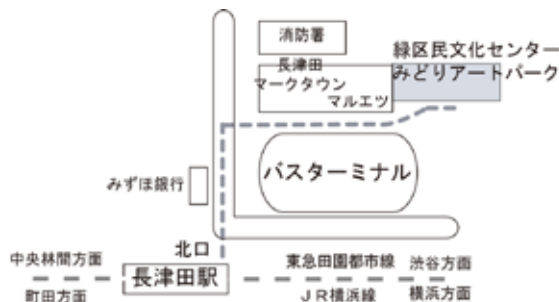 消防署
緑区民文化センター
みどりアートパーク
長津田
マークタウン
マルエツ
バスターミナル
みずほ銀行
北口
中央林間方面
町田方面
長津田駅
東急田園都市線
渋谷方面
JR横浜線
横浜方面